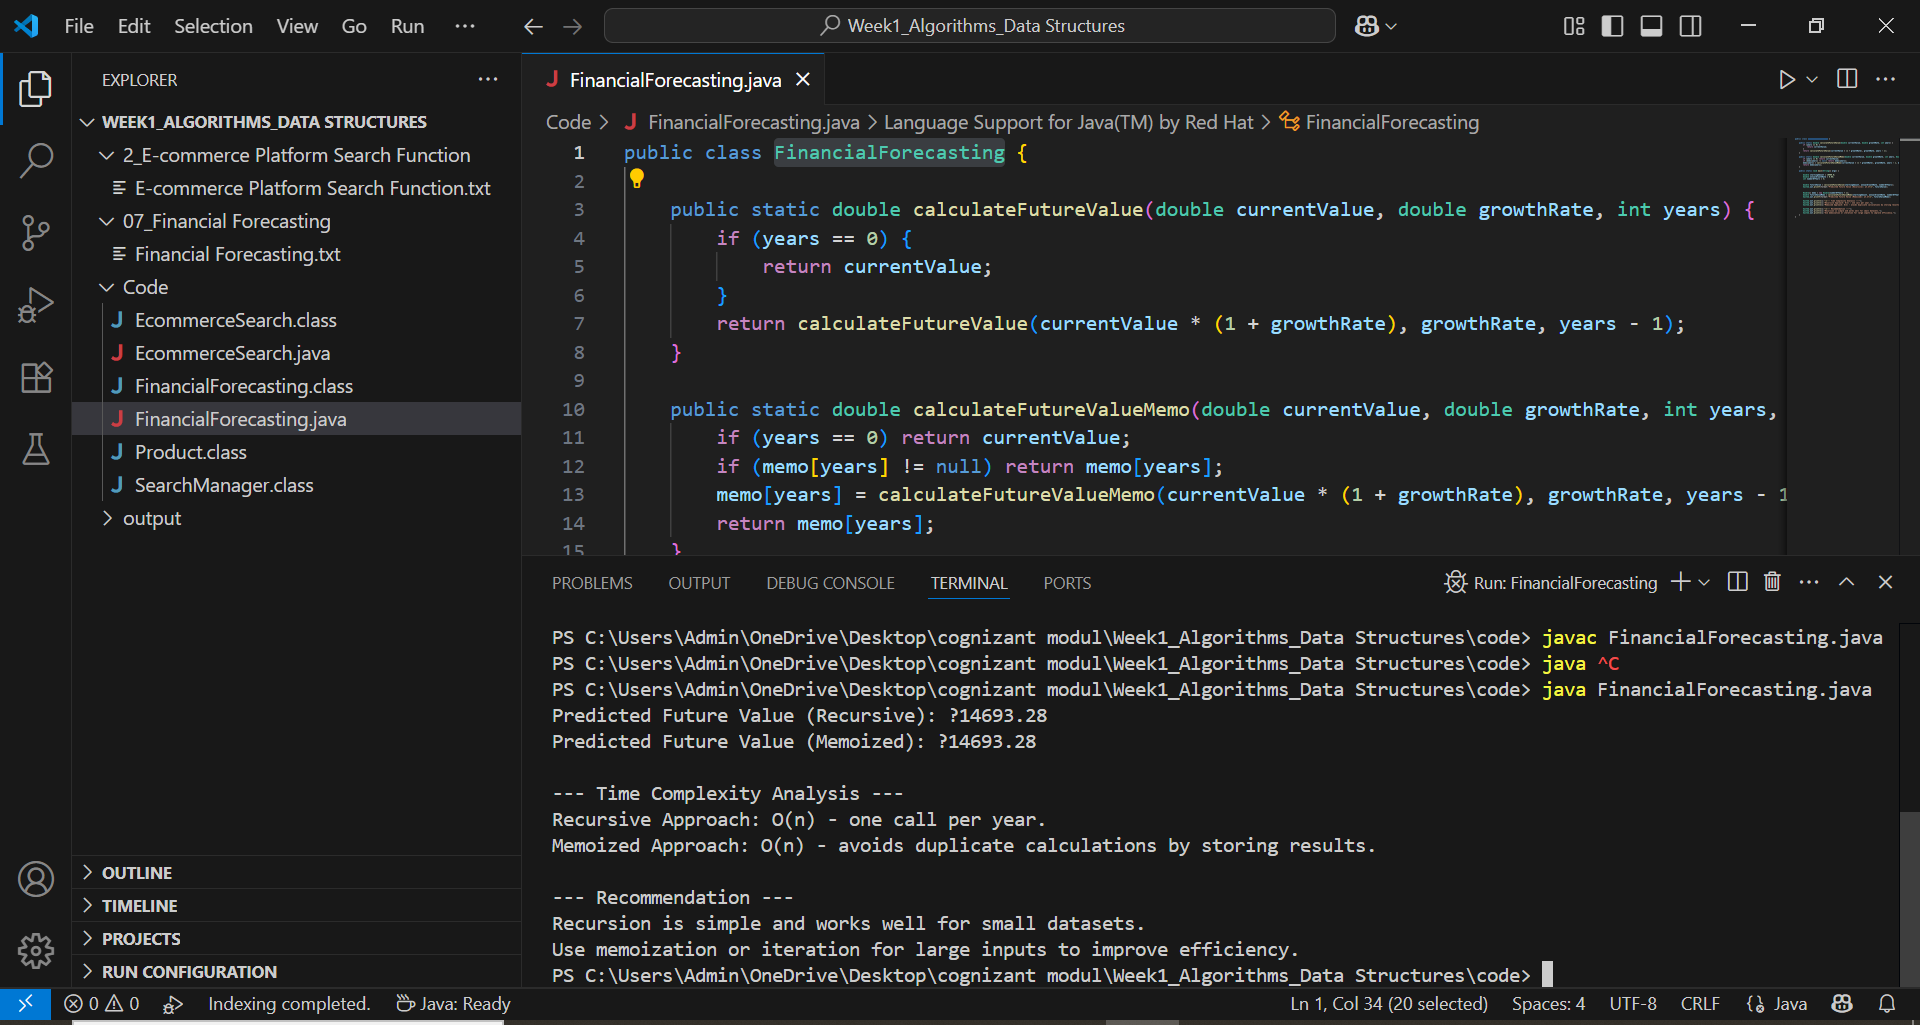 File Edit Selection View Go Run ··· Week1_Algorithms_Data Structures
EXPLORER
WEEK1_ALGORITHMS_DATA STRUCTURES
2_E-commerce Platform Search Function
E-commerce Platform Search Function.txt
07_Financial Forecasting
Financial Forecasting.txt
Code
EcommerceSearch.class
EcommerceSearch.java
FinancialForecasting.class
FinancialForecasting.java
Product.class
SearchManager.class
output
OUTLINE
TIMELINE
PROJECTS
RUN CONFIGURATION
FinancialForecasting.java
Code > FinancialForecasting.java > Language Support for Java(TM) by Red Hat > FinancialForecasting
1 public class FinancialForecasting {
2
3 public static double calculateFutureValue(double currentValue, double growthRate, int years) {
4 if (years == 0) {
5 return currentValue;
6 }
7 return calculateFutureValue(currentValue * (1 + growthRate), growthRate, years - 1);
8 }
9
10 public static double calculateFutureValueMemo(double currentValue, double growthRate, int years,
11 if (years == 0) return currentValue;
12 if (memo[years] != null) return memo[years];
13 memo[years] = calculateFutureValueMemo(currentValue * (1 + growthRate), growthRate, years - 1
14 return memo[years];
15 }
PROBLEMS OUTPUT DEBUG CONSOLE TERMINAL PORTS Run: FinancialForecasting
PS C:\Users\Admin\OneDrive\Desktop\cognizant modul\Week1_Algorithms_Data Structures\code> javac FinancialForecasting.java
PS C:\Users\Admin\OneDrive\Desktop\cognizant modul\Week1_Algorithms_Data Structures\code> java ^C
PS C:\Users\Admin\OneDrive\Desktop\cognizant modul\Week1_Algorithms_Data Structures\code> java FinancialForecasting.java
Predicted Future Value (Recursive): ?14693.28
Predicted Future Value (Memoized): ?14693.28
--- Time Complexity Analysis ---
Recursive Approach: O(n) - one call per year.
Memoized Approach: O(n) - avoids duplicate calculations by storing results.
--- Recommendation ---
Recursion is simple and works well for small datasets.
Use memoization or iteration for large inputs to improve efficiency.
PS C:\Users\Admin\OneDrive\Desktop\cognizant modul\Week1_Algorithms_Data Structures\code>
0 0 Indexing completed. Java: Ready Ln 1, Col 34 (20 selected) Spaces: 4 UTF-8 CRLF Java